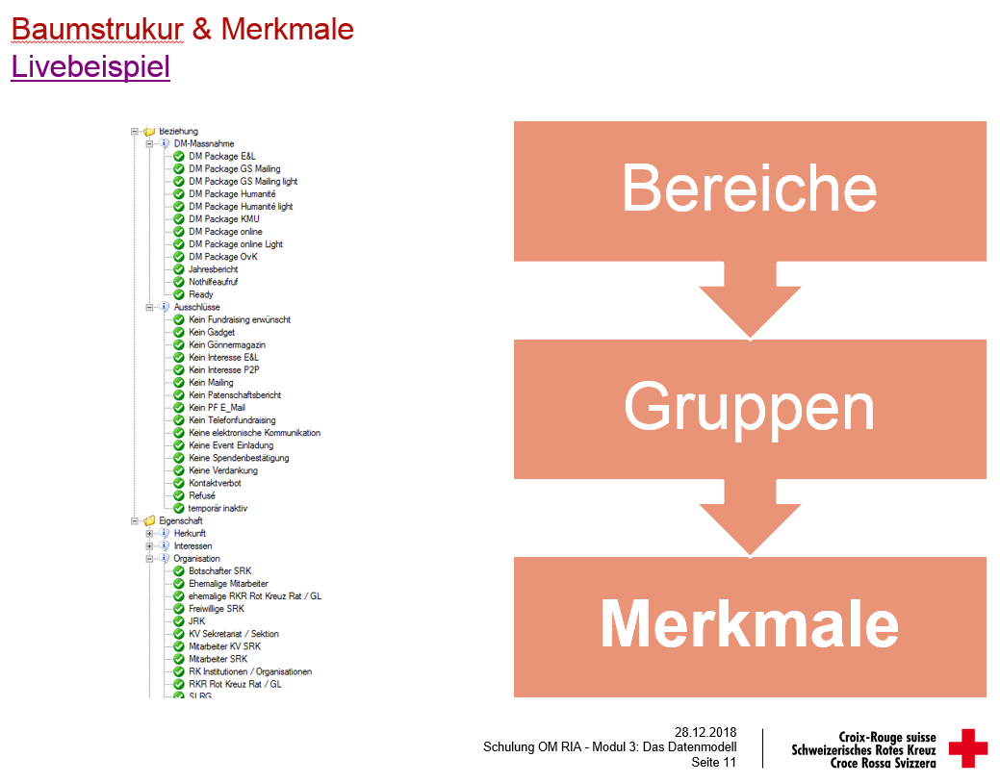 Baumstrukur & Merkmale
Livebeispiel
Beziehung
DM-Massnahme
DM Package E&L
DM Package GS Mailing
DM Package GS Mailing light
DM Package Humanité
DM Package Humanité light
DM Package KMU
DM Package online
DM Package online Light
DM Package OvK
Jahresbericht
Nothilfeaufruf
Ready
Ausschlüsse
Kein Fundraising erwünscht
Kein Gadget
Kein Gönnermagazin
Kein Interesse E&L
Kein Interesse P2P
Kein Mailing
Kein Patenschaftsbericht
Kein PF E_Mail
Kein Telefonfundraising
Keine elektronische Kommunikation
Keine Event Einladung
Keine Spendenbestätigung
Keine Verdankung
Kontaktverbot
Refusé
temporär inaktiv
Eigenschaft
Herkunft
Interessen
Organisation
Botschafter SRK
Ehemalige Mitarbeiter
ehemalige RKR Rot Kreuz Rat / GL
Freiwillige SRK
JRK
KV Sekretariat / Sektion
Mitarbeiter KV SRK
Mitarbeiter SRK
RK Institutionen / Organisationen
RKR Rot Kreuz Rat / GL
SLRG
Bereiche
Gruppen
Merkmale
28.12.2018
Schulung OM RIA - Modul 3: Das Datenmodell
Seite 11
Croix-Rouge suisse
Schweizerisches Rotes Kreuz
Croce Rossa Svizzera